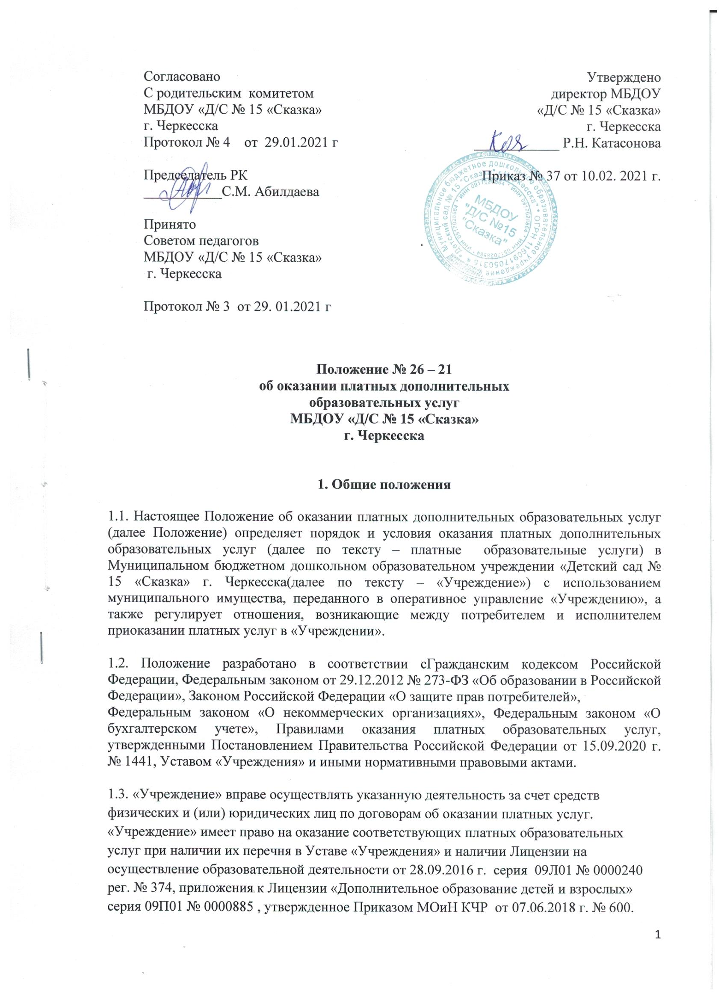 Согласовано
С родительским комитетом
МБДОУ «Д/С № 15 «Сказка»
г. Черкесска
Протокол № 4 от 29.01.2021 г
Председатель РК
____________С.М. Абилдаева
Принято
Советом педагогов
МБДОУ «Д/С № 15 «Сказка»
г. Черкесска
Протокол № 3 от 29. 01.2021 г
Утверждено
директор МБДОУ
«Д/С № 15 «Сказка»
г. Черкесска
_____________ Р.Н. Катасонова
Приказ № 37 от 10.02. 2021 г.
Муниципальное бюджетное дошкольное образовательное учреждение
"Детский сад № 15 "Сказка" г. Черкесска" * ОГРН 1160917050315 *
ИНН 0917028864 * ИНН 0917028864 * ИНН 0917028864 * ИНН 0917028864 *
МБДОУ
"Д/С №15
"Сказка"
Положение № 26 – 21
об оказании платных дополнительных
образовательных услуг
МБДОУ «Д/С № 15 «Сказка»
г. Черкесска
1. Общие положения
1.1. Настоящее Положение об оказании платных дополнительных образовательных услуг
(далее Положение) определяет порядок и условия оказания платных дополнительных
образовательных услуг (далее по тексту – платные образовательные услуги) в
Муниципальном бюджетном дошкольном образовательном учреждении «Детский сад №
15 «Сказка» г. Черкесска(далее по тексту – «Учреждение») с использованием
муниципального имущества, переданного в оперативное управление «Учреждению», а
также регулирует отношения, возникающие между потребителем и исполнителем
приоказании платных услуг в «Учреждении».
1.2. Положение разработано в соответствии сГражданским кодексом Российской
Федерации, Федеральным законом от 29.12.2012 № 273-ФЗ «Об образовании в Российской
Федерации», Законом Российской Федерации «О защите прав потребителей»,
Федеральным законом «О некоммерческих организациях», Федеральным законом «О
бухгалтерском учете», Правилами оказания платных образовательных услуг,
утвержденными Постановлением Правительства Российской Федерации от 15.09.2020 г.
№ 1441, Уставом «Учреждения» и иными нормативными правовыми актами.
1.3. «Учреждение» вправе осуществлять указанную деятельность за счет средств
физических и (или) юридических лиц по договорам об оказании платных услуг.
«Учреждение» имеет право на оказание соответствующих платных образовательных
услуг при наличии их перечня в Уставе «Учреждения» и наличии Лицензии на
осуществление образовательной деятельности от 28.09.2016 г. серия 09Л01 № 0000240
рег. № 374, приложения к Лицензии «Дополнительное образование детей и взрослых»
серия 09П01 № 0000885 , утвержденное Приказом МОиН КЧР от 07.06.2018 г. № 600.
1